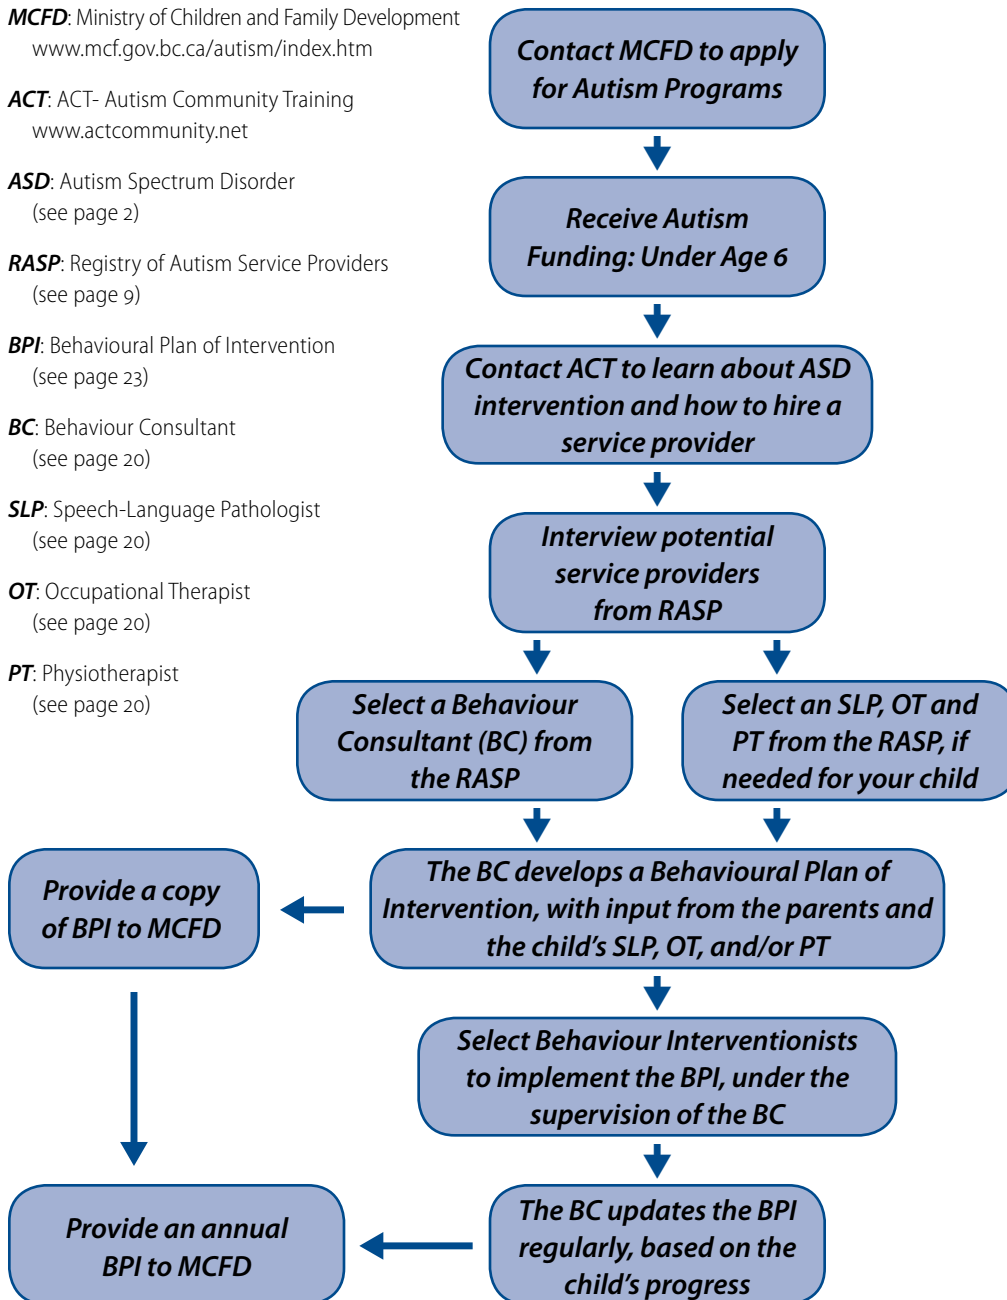 MCFD: Ministry of Children and Family Development
www.mcf.gov.bc.ca/autism/index.htm
ACT: ACT- Autism Community Training
www.actcommunity.net
ASD: Autism Spectrum Disorder
(see page 2)
RASP: Registry of Autism Service Providers
(see page 9)
BPI: Behavioural Plan of Intervention
(see page 23)
BC: Behaviour Consultant
(see page 20)
SLP: Speech-Language Pathologist
(see page 20)
OT: Occupational Therapist
(see page 20)
PT: Physiotherapist
(see page 20)
Contact MCFD to apply
for Autism Programs
Receive Autism
Funding: Under Age 6
Contact ACT to learn about ASD
intervention and how to hire a
service provider
Interview potential
service providers
from RASP
Select a Behaviour
Consultant (BC) from
the RASP
Select an SLP, OT and
PT from the RASP, if
needed for your child
The BC develops a Behavioural Plan of
Intervention, with input from the parents and
the child's SLP, OT, and/or PT
Provide a copy
of BPI to MCFD
Select Behaviour Interventionists
to implement the BPI, under the
supervision of the BC
The BC updates the BPI
regularly, based on the
child's progress
Provide an annual
BPI to MCFD